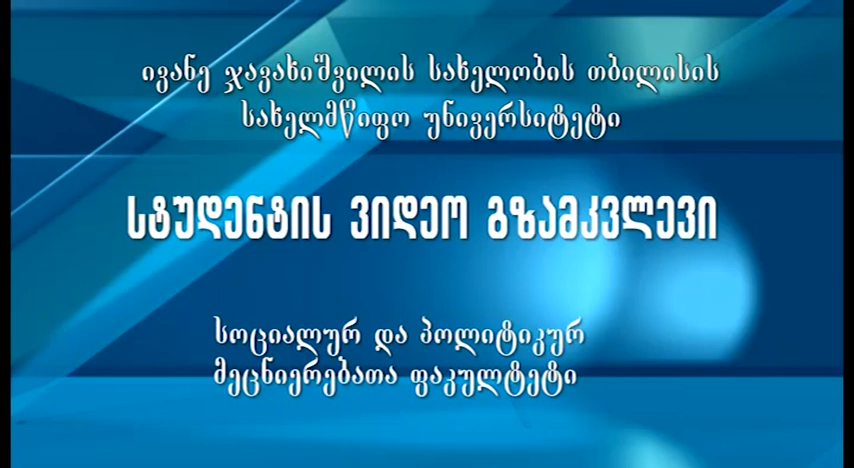 ივანე ჯავახიშვილის სახელობის თბილისის
სახელმწიფო უნივერსიტეტი
სტუდენტის ვიდეო გზამკვლევი
სოციალურ და პოლიტიკურ
მეცნიერებათა ფაკულტეტი